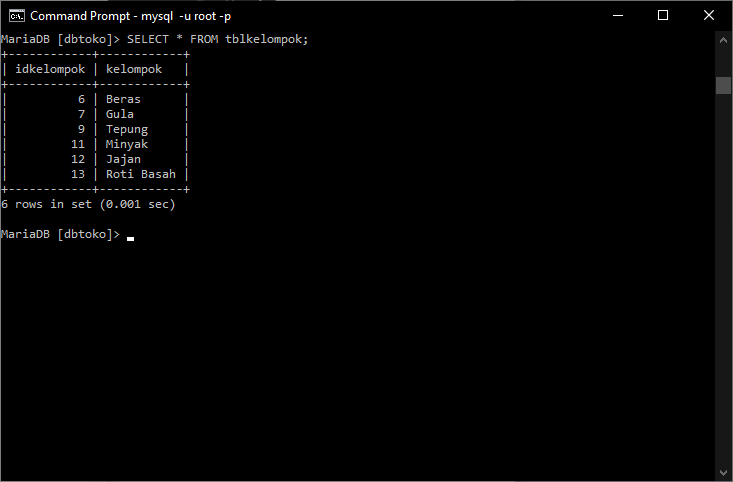 Command Prompt - mysql -u root -p
MariaDB [dbtoko]> SELECT * FROM tblkelompok;
+------------+------------+
| idkelompok | kelompok   |
+------------+------------+
|          6 | Beras      |
|          7 | Gula       |
|          9 | Tepung     |
|         11 | Minyak     |
|         12 | Jajan      |
|         13 | Roti Basah |
+------------+------------+
6 rows in set (0.001 sec)
MariaDB [dbtoko]>